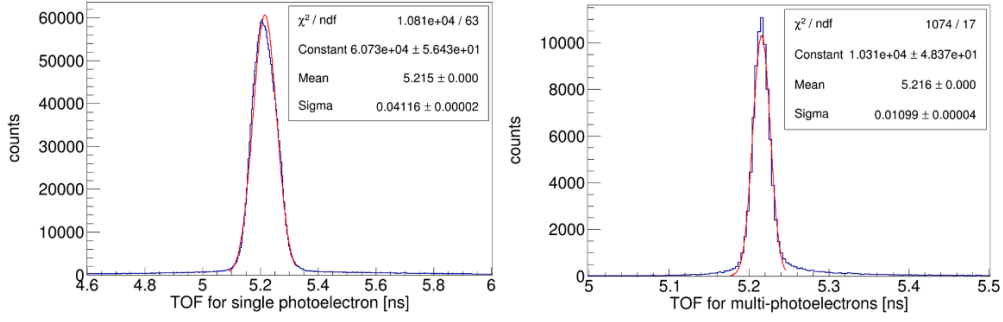 60000
50000
40000
30000
20000
10000
0
counts
χ² / ndf 1.081e+04 / 63
Constant 6.073e+04 ± 5.643e+01
Mean 5.215 ± 0.000
Sigma 0.04116 ± 0.00002
4.6 4.8 5 5.2 5.4 5.6 5.8 6
TOF for single photoelectron [ns]
10000
8000
6000
4000
2000
0
counts
χ² / ndf 1074 / 17
Constant 1.031e+04 ± 4.837e+01
Mean 5.216 ± 0.000
Sigma 0.01099 ± 0.00004
5 5.1 5.2 5.3 5.4 5.5
TOF for multi-photoelectrons [ns]